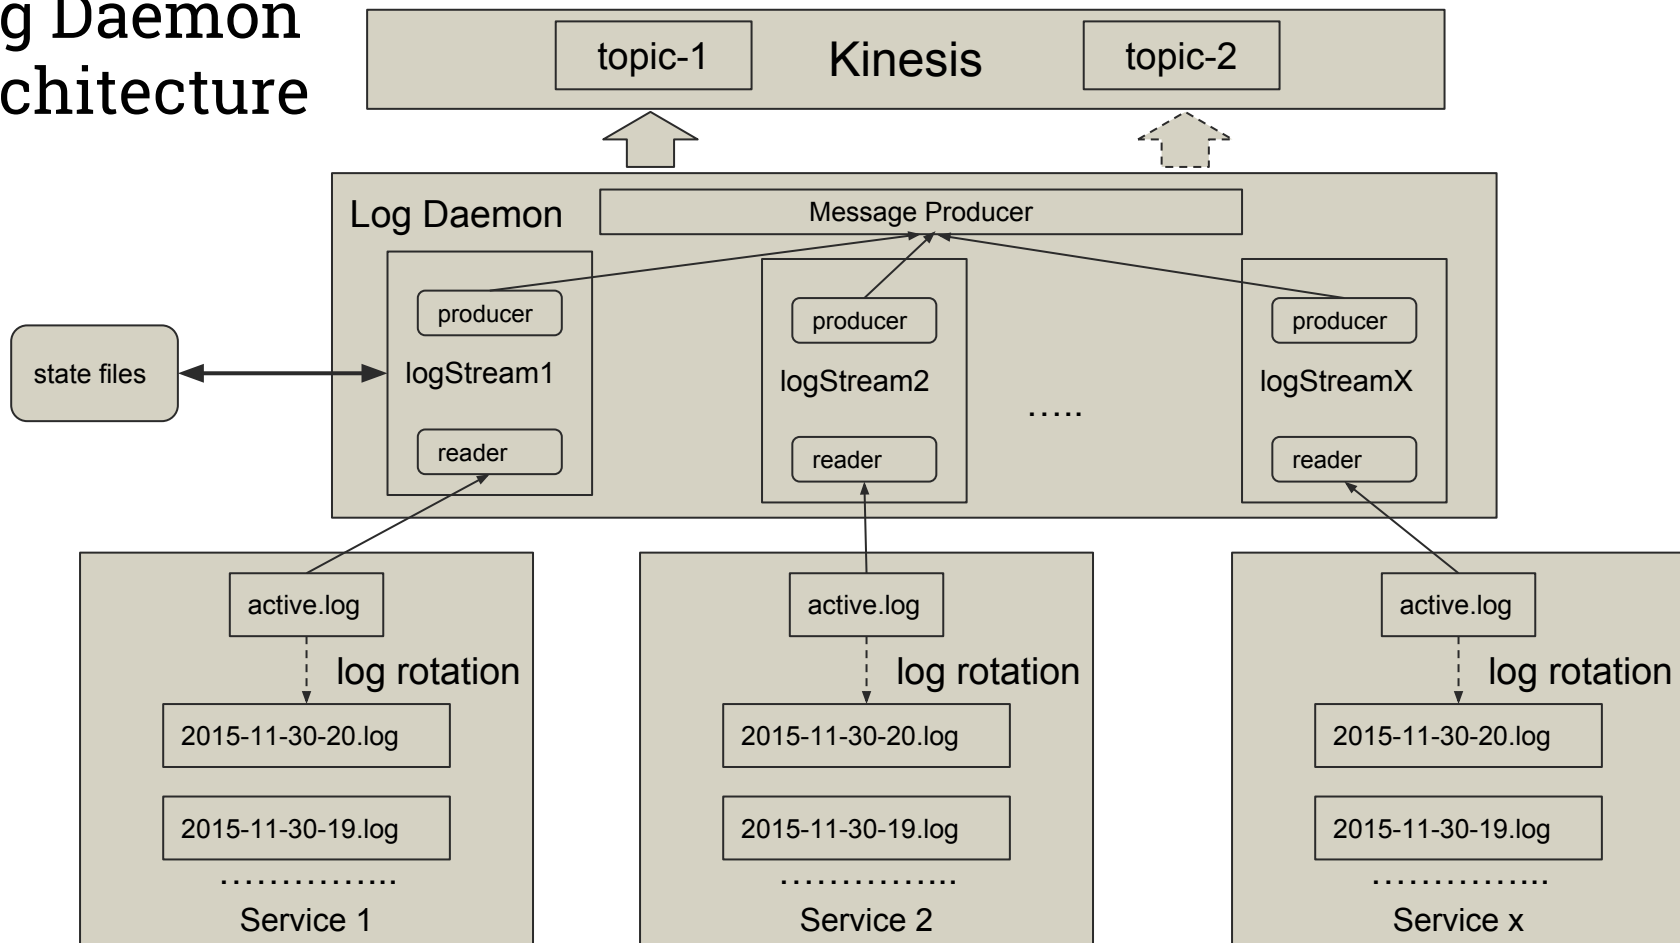 g Daemon
chitecture
topic-1
Kinesis
topic-2
Log Daemon
Message Producer
producer
logStream1
reader
producer
logStream2
reader
.....
producer
logStreamX
reader
state files
active.log
log rotation
2015-11-30-20.log
2015-11-30-19.log
...............
Service 1
active.log
log rotation
2015-11-30-20.log
2015-11-30-19.log
...............
Service 2
active.log
log rotation
2015-11-30-20.log
2015-11-30-19.log
...............
Service x